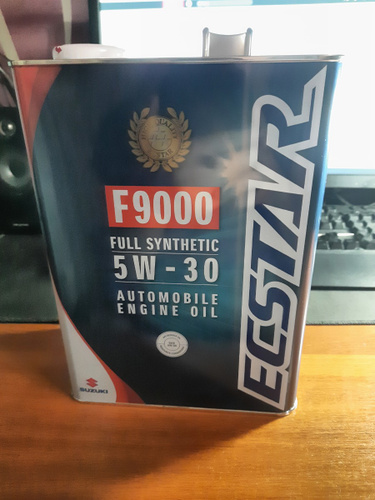 F9000
FULL SYNTHETIC
5W-30
AUTOMOBILE
ENGINE OIL
SUZUKI
ECSTAR